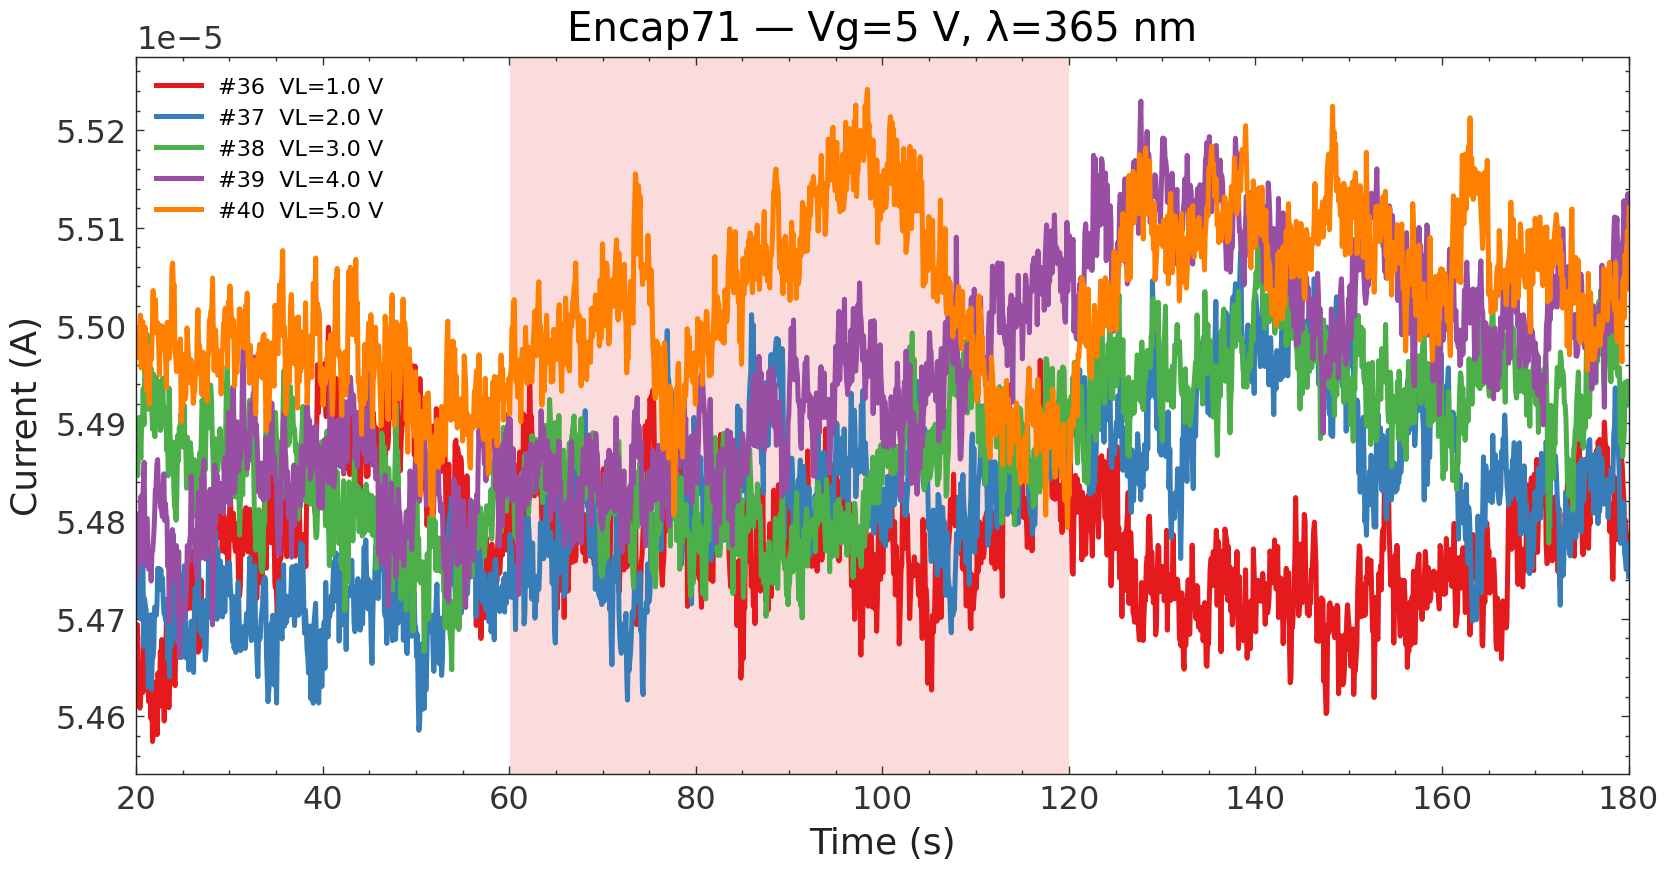 Encap71 — Vg=5 V, λ=365 nm
1e−5
#36 VL=1.0 V
#37 VL=2.0 V
#38 VL=3.0 V
#39 VL=4.0 V
#40 VL=5.0 V
Current (A)
5.52
5.51
5.50
5.49
5.48
5.47
5.46
20 40 60 80 100 120 140 160 180
Time (s)